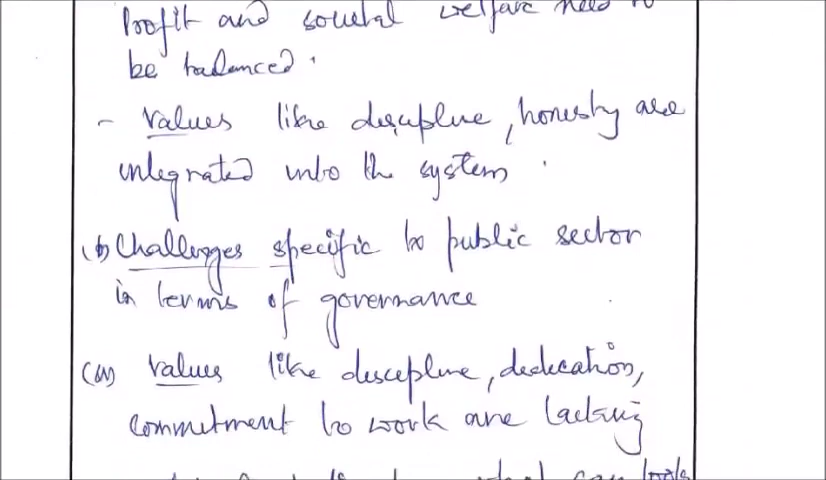 Profit and societal welfare need to
be balanced.
- Values like discipline, honesty are
integrated into the system.
(b) Challenges specific to public sector
in terms of governance
(a) Values like discipline, dedication,
commitment to work are lacking